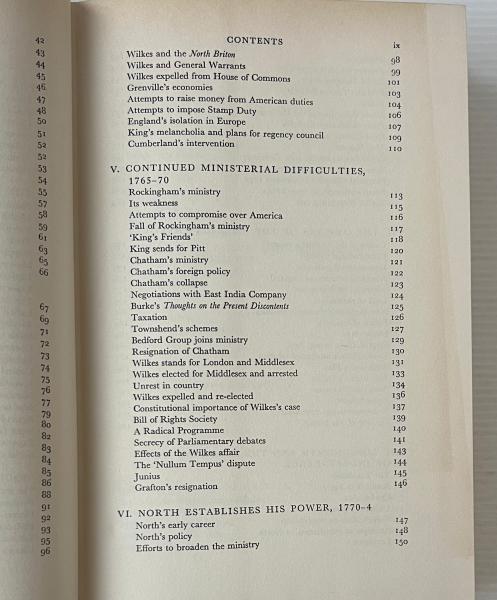 42
43
44
45
46
47
48
50
51
52
52
53
54
55
57
58
59
61
63
65
66
67
69
71
72
73
74
75
76
77
79
80
82
83
84
85
86
88
91
92
93
95
96
CONTENTS ix
Wilkes and the North Briton 98
Wilkes and General Warrants 99
Wilkes expelled from House of Commons 101
Grenville's economies 103
Attempts to raise money from American duties 104
Attempts to impose Stamp Duty 106
England's isolation in Europe 107
King's melancholia and plans for regency council 109
Cumberland's intervention 110
V. CONTINUED MINISTERIAL DIFFICULTIES,
1765-70
Rockingham's ministry 113
Its weakness 115
Attempts to compromise over America 116
Fall of Rockingham's ministry 117
'King's Friends' 118
King sends for Pitt 120
Chatham's ministry 121
Chatham's foreign policy 122
Chatham's collapse 123
Negotiations with East India Company 124
Burke's Thoughts on the Present Discontents 125
Taxation 126
Townshend's schemes 127
Bedford Group joins ministry 129
Resignation of Chatham 130
Wilkes stands for London and Middlesex 131
Wilkes elected for Middlesex and arrested 133
Unrest in country 134
Wilkes expelled and re-elected 136
Constitutional importance of Wilkes's case 137
Bill of Rights Society 139
A Radical Programme 140
Secrecy of Parliamentary debates 141
Effects of the Wilkes affair 143
The 'Nullum Tempus' dispute 144
Junius 145
Grafton's resignation 146
VI. NORTH ESTABLISHES HIS POWER, 1770-4
North's early career 147
North's policy 148
Efforts to broaden the ministry 150